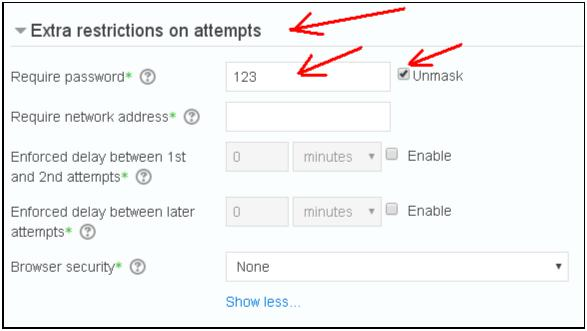 Extra restrictions on attempts
Require password* 123 Unmask
Require network address*
Enforced delay between 1st and 2nd attempts* 0 minutes Enable
Enforced delay between later attempts* 0 minutes Enable
Browser security* None
Show less...